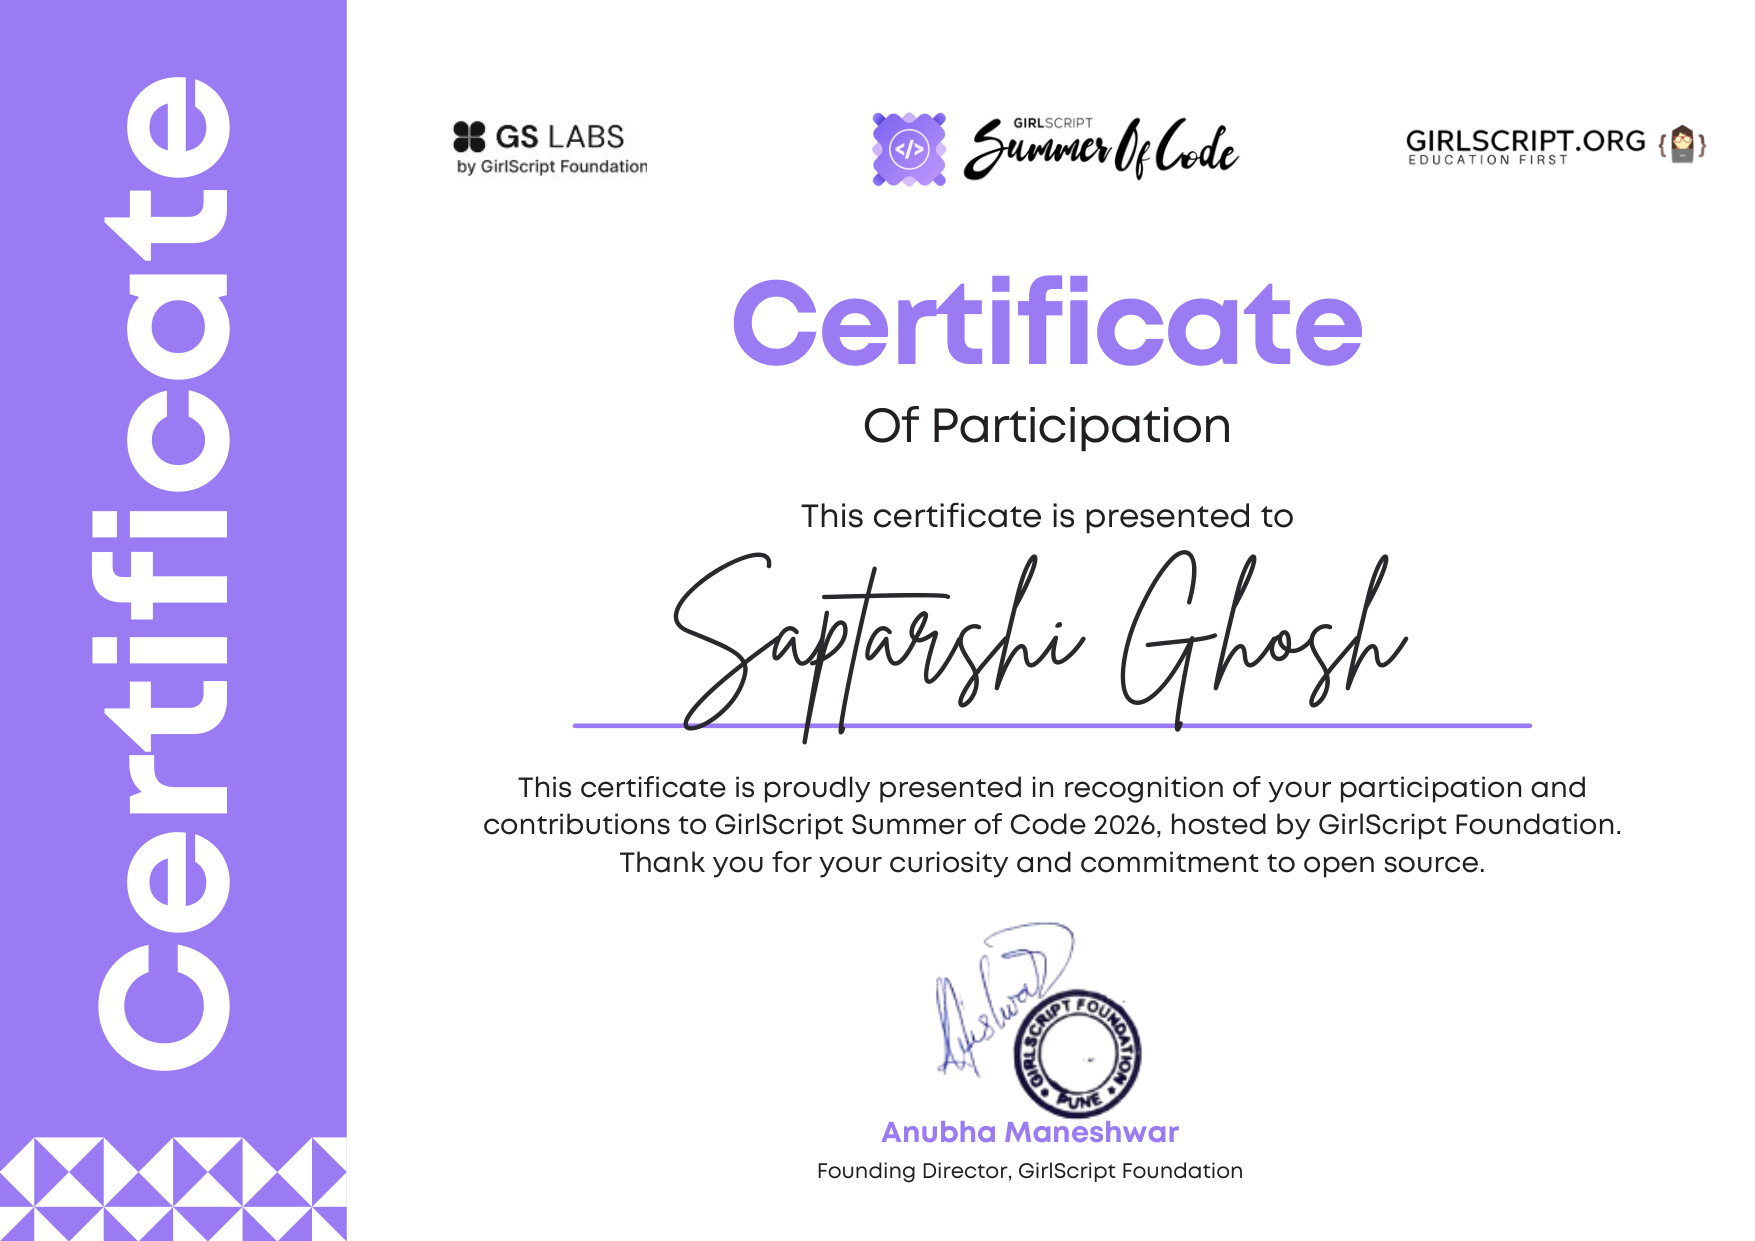 Certificate
GS LABS
by GirlScript Foundation
</>
GIRLSCRIPT
Summer Of Code
GIRLSCRIPT.ORG
EDUCATION FIRST
Certificate
Of Participation
This certificate is presented to
Saptarshi Ghosh
This certificate is proudly presented in recognition of your participation and
contributions to GirlScript Summer of Code 2026, hosted by GirlScript Foundation.
Thank you for your curiosity and commitment to open source.
GIRLSCRIPT FOUNDATION
PUNE
Anubha Maneshwar
Founding Director, GirlScript Foundation